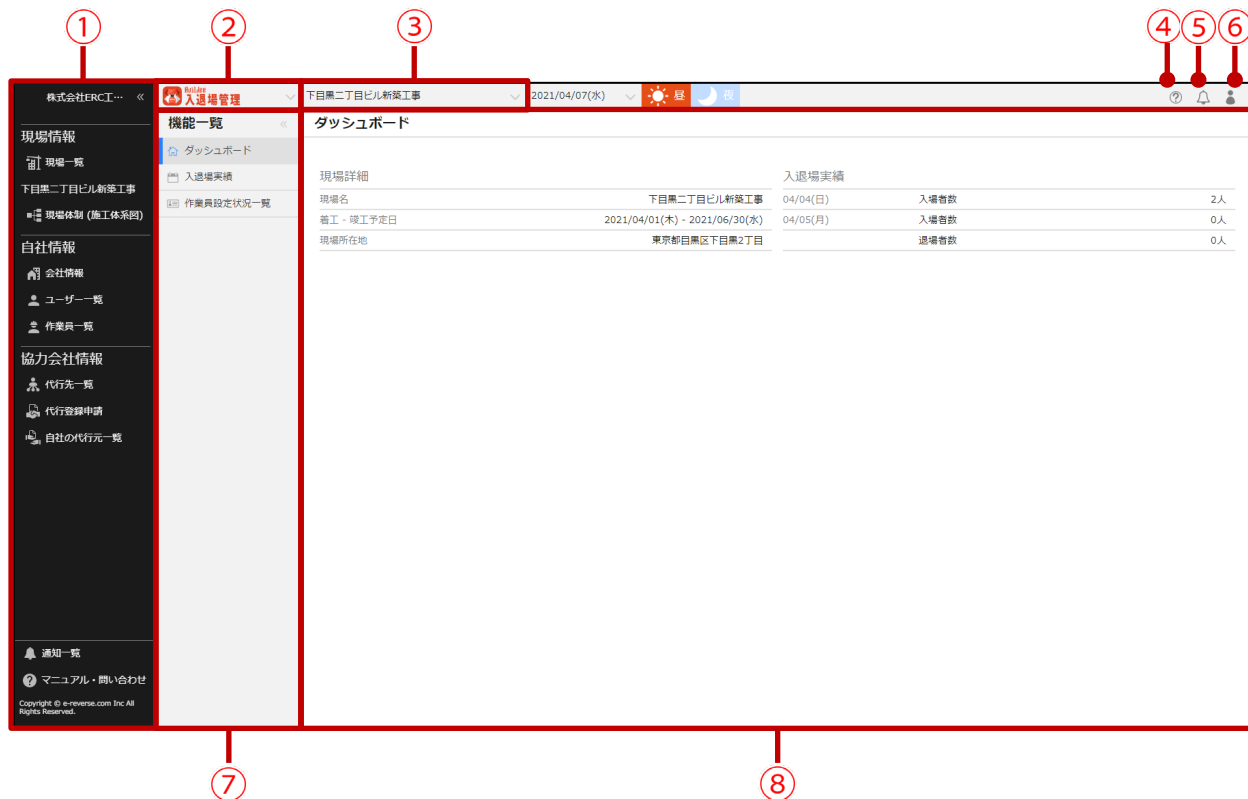 ① ② ③ ④ ⑤ ⑥
株式会社ERC工… «
Buildee
入退場管理
下目黒二丁目ビル新築工事
2021/04/07(水)
昼
夜
現場情報
現場一覧
下目黒二丁目ビル新築工事
現場体制 (施工体系図)
自社情報
会社情報
ユーザー一覧
作業員一覧
協力会社情報
代行先一覧
代行登録申請
自社の代行元一覧
通知一覧
マニュアル・問い合わせ
Copyright © e-reverse.com Inc All
Rights Reserved.
機能一覧 «
ダッシュボード
入退場実績
作業員設定状況一覧
ダッシュボード
現場詳細
現場名 下目黒二丁目ビル新築工事
着工 - 竣工予定日 2021/04/01(木) - 2021/06/30(水)
現場所在地 東京都目黒区下目黒2丁目
入退場実績
04/04(日) 入場者数 2人
04/05(月) 入場者数 0人
退場者数 0人
⑦ ⑧